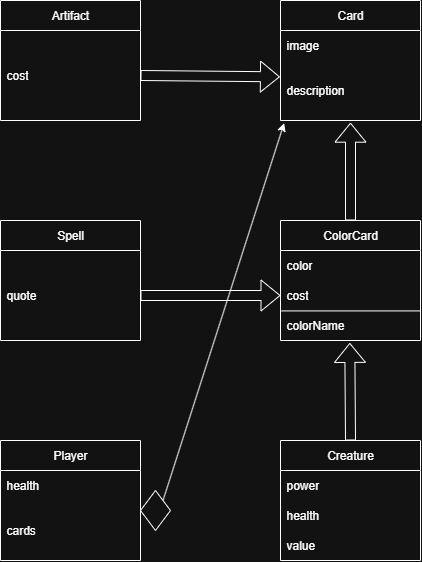 Artifact
cost
Card
image
description
Spell
quote
ColorCard
color
cost
colorName
Player
health
cards
Creature
power
health
value